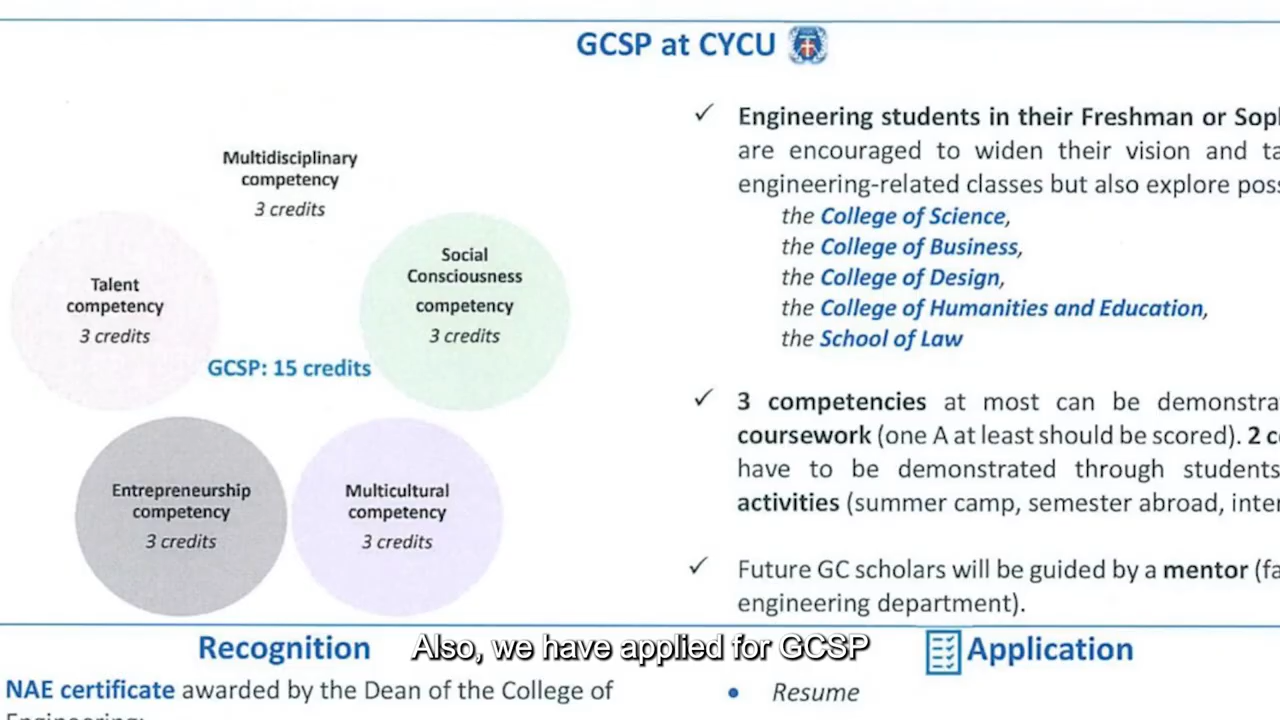 GCSP at CYCU
Multidisciplinary
competency
3 credits
Talent
competency
3 credits
Social
Consciousness
competency
3 credits
GCSP: 15 credits
Entrepreneurship
competency
3 credits
Multicultural
competency
3 credits
✓ Engineering students in their Freshman or
are encouraged to widen their vision and
engineering-related classes but also explore
the College of Science,
the College of Business,
the College of Design,
the College of Humanities and Education,
the School of Law
✓ 3 competencies at most can be
coursework (one A at least should be scored). 2
have to be demonstrated through students
activities (summer camp, semester abroad,
✓ Future GC scholars will be guided by a mentor
engineering department).
Recognition
Also, we have applied for GCSP
Application
NAE certificate awarded by the Dean of the College of
• Resume